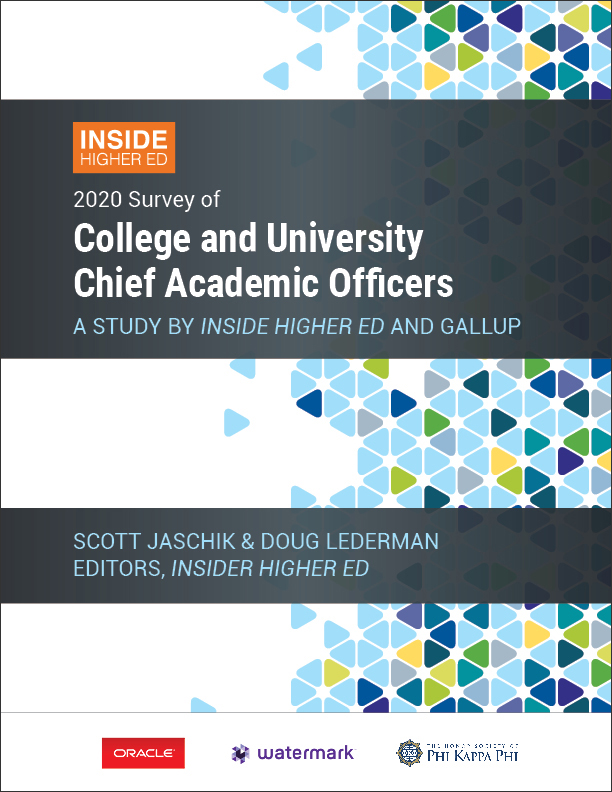 INSIDE
HIGHER ED
2020 Survey of
College and University
Chief Academic Officers
A STUDY BY INSIDE HIGHER ED AND GALLUP
SCOTT JASCHIK & DOUG LEDERMAN
EDITORS, INSIDER HIGHER ED
ORACLE
watermark
THE HONOR SOCIETY OF
PHI KAPPA PHI